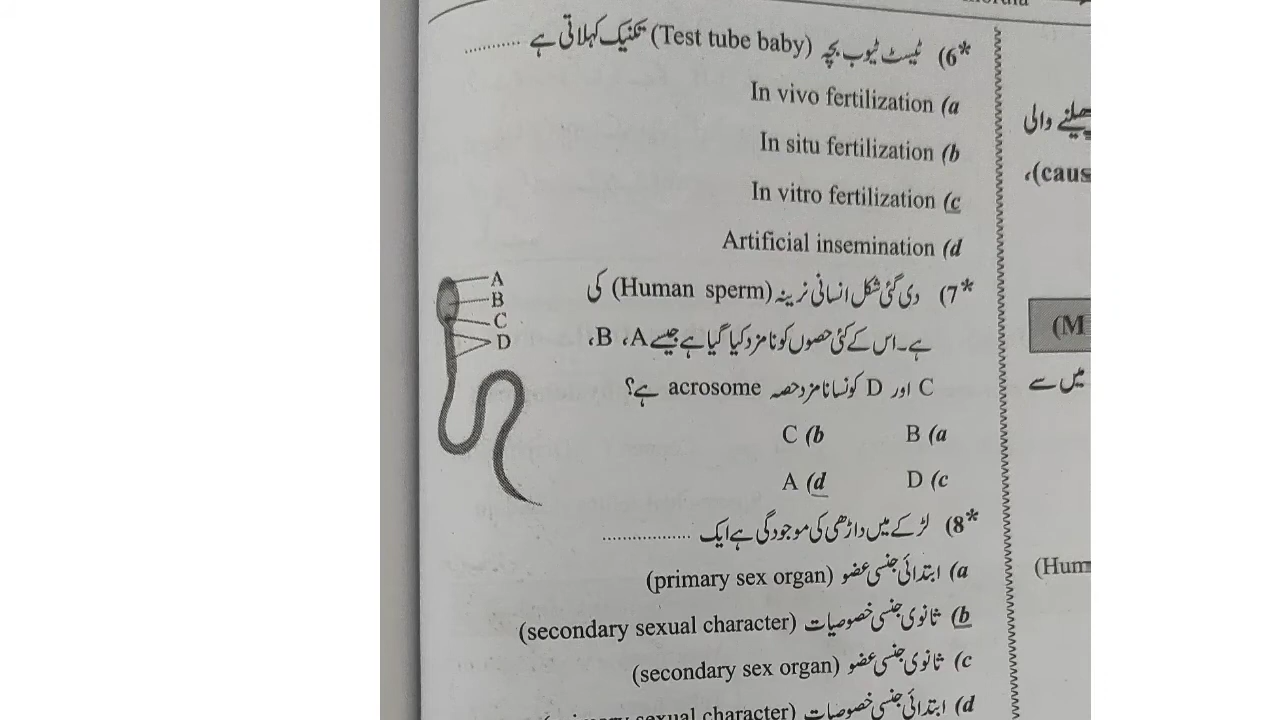 *6) ٹیسٹ ٹیوب بچہ (Test tube baby) تکنیک کہلاتی ہے ............
a) In vivo fertilization
b) In situ fertilization
c) In vitro fertilization
d) Artificial insemination
*7) دی گئی شکل انسانی نرینہ (Human sperm) کی
ہے۔ اس کے کئی حصوں کو نامزد کیا گیا ہے جیسے A، B،
C اور D کونسا نامزد حصہ acrosome ہے؟
a) B b) C
c) D d) A
A
B
C
D
*8) لڑکے میں داڑھی کی موجودگی ہے ایک ..................
a) ابتدائی جنسی عضو (primary sex organ)
b) ثانوی جنسی خصوصیات (secondary sexual character)
c) ثانوی جنسی عضو (secondary sex organ)
d) ابتدائی جنسی خصوصیات sexual character)
والی
(caus،
(M
میں سے
(Hum